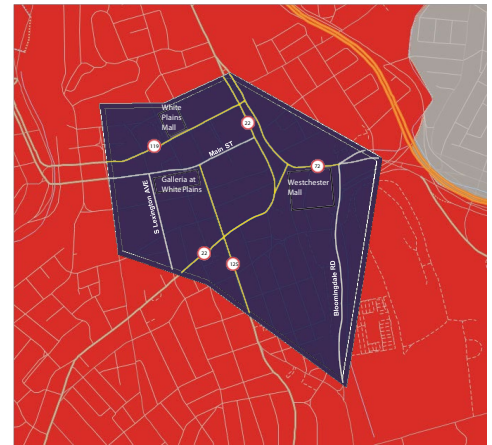 White
Plains
Mall
22
Main ST
119
72
Galleria at
White Plains
Westchester
Mall
S Lexington AVE
22
125
Bloomingdale RD